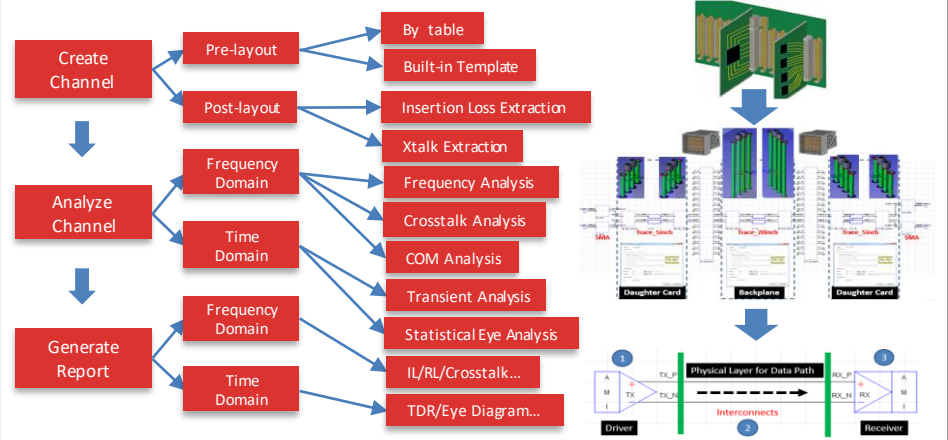 Create
Channel
Pre-layout
By table
Built-in Template
Post-layout
Insertion Loss Extraction
Xtalk Extraction
Analyze
Channel
Frequency
Domain
Frequency Analysis
Crosstalk Analysis
COM Analysis
Time
Domain
Transient Analysis
Statistical Eye Analysis
Generate
Report
Frequency
Domain
IL/RL/Crosstalk...
Time
Domain
TDR/Eye Diagram...
SMA
Trace_5inch
Trace_20inch
Trace_5inch
SMA
Daughter Card
Backplane
Daughter Card
1
3
Physical Layer for Data Path
TX_P
RX_P
A
M
I
TX
TX_N
RX_N
RX
A
M
I
Interconnects
2
Driver
Receiver